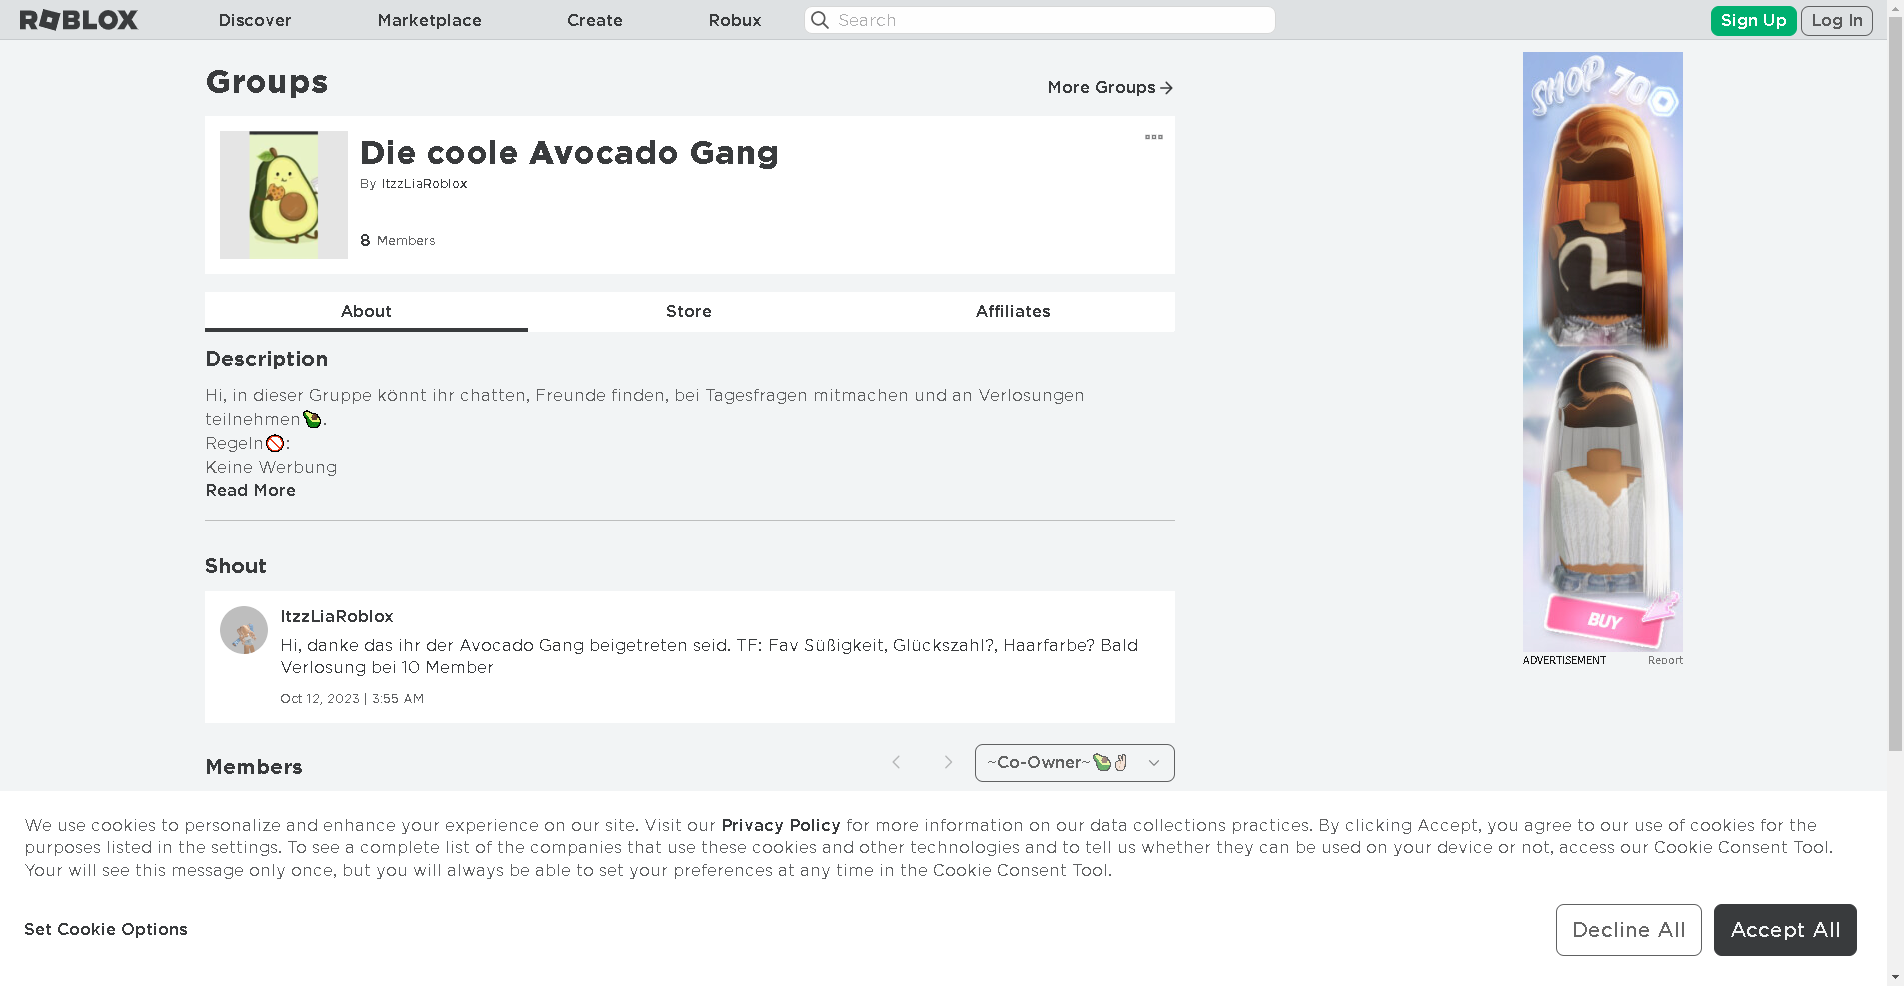 ROBLOX Discover Marketplace Create Robux Search Sign Up Log In
Groups
More Groups
Die coole Avocado Gang
By ItzzLiaRoblox
8 Members
About Store Affiliates
Description
Hi, in dieser Gruppe könnt ihr chatten, Freunde finden, bei Tagesfragen mitmachen und an Verlosungen
teilnehmen🥑.
Regeln🚫:
Keine Werbung
Read More
Shout
ItzzLiaRoblox
Hi, danke das ihr der Avocado Gang beigetreten seid. TF: Fav Süßigkeit, Glückszahl?, Haarfarbe? Bald
Verlosung bei 10 Member
Oct 12, 2023 | 3:55 AM
Members
~Co-Owner~🥑✌🏻
SHOP 70
BUY
ADVERTISEMENT Report
We use cookies to personalize and enhance your experience on our site. Visit our Privacy Policy for more information on our data collections practices. By clicking Accept, you agree to our use of cookies for the
purposes listed in the settings. To see a complete list of the companies that use these cookies and other technologies and to tell us whether they can be used on your device or not, access our Cookie Consent Tool.
Your will see this message only once, but you will always be able to set your preferences at any time in the Cookie Consent Tool.
Set Cookie Options
Decline All
Accept All